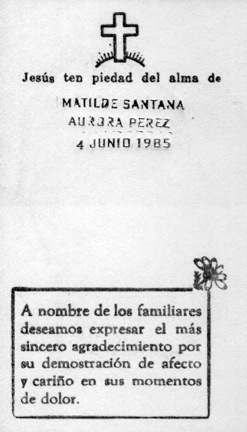 Jesús ten piedad del alma de
MATILDE SANTANA
AURORA PEREZ
4 JUNIO 1985
A nombre de los familiares
deseamos expresar el más
sincero agradecimiento por
su demostración de afecto
y cariño en sus momentos
de dolor.